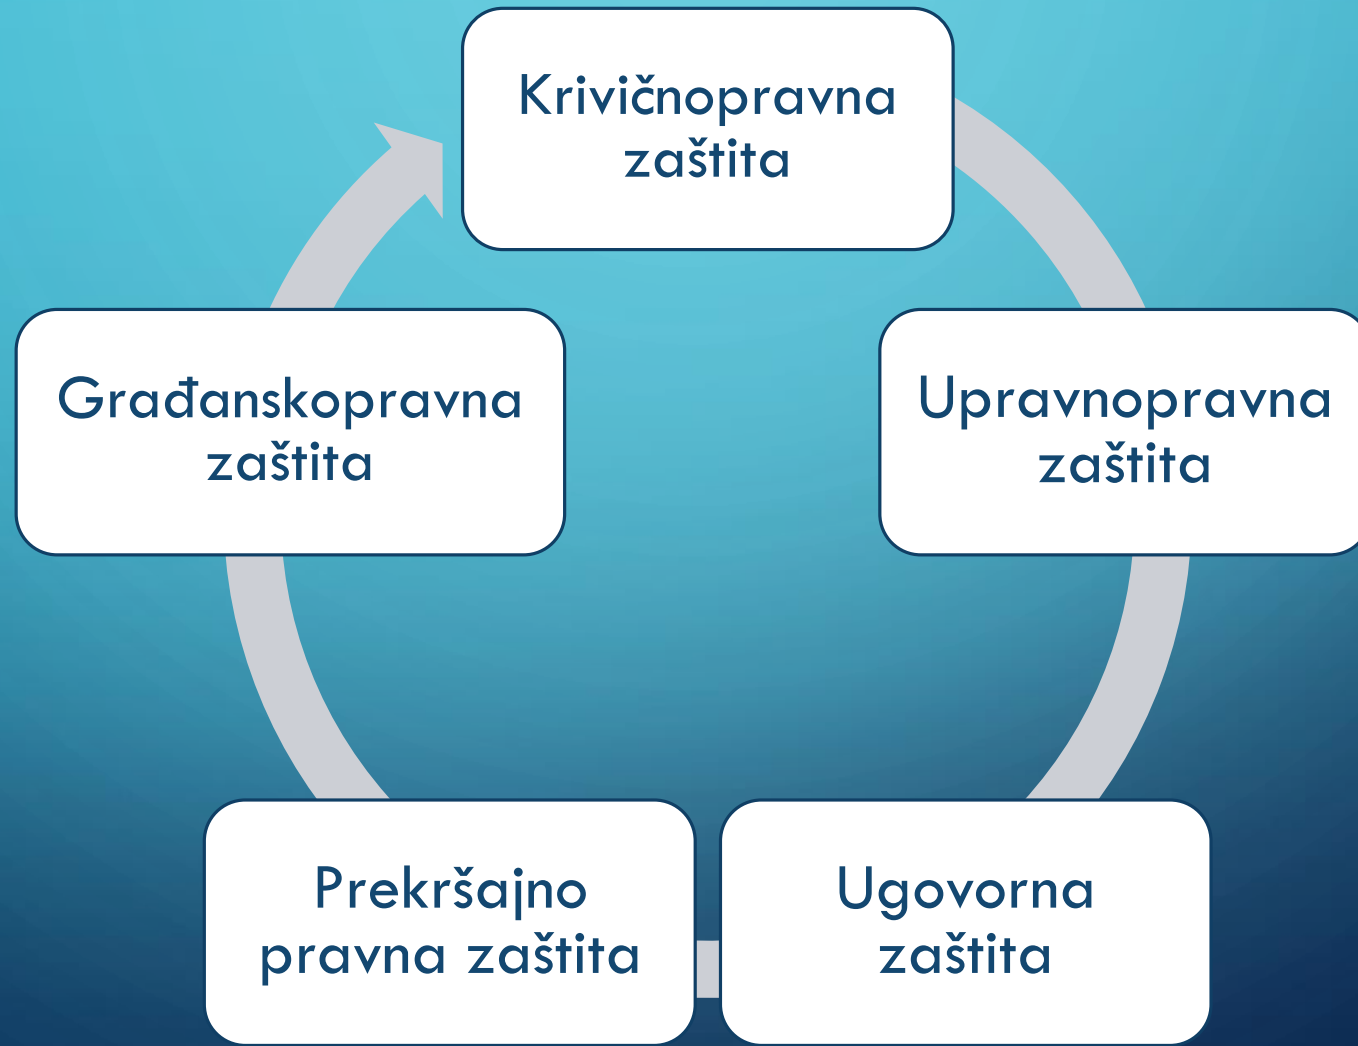 Krivičnopravna
zaštita
Građanskopravna
zaštita
Upravnopravna
zaštita
Prekršajno
pravna zaštita
Ugovorna
zaštita